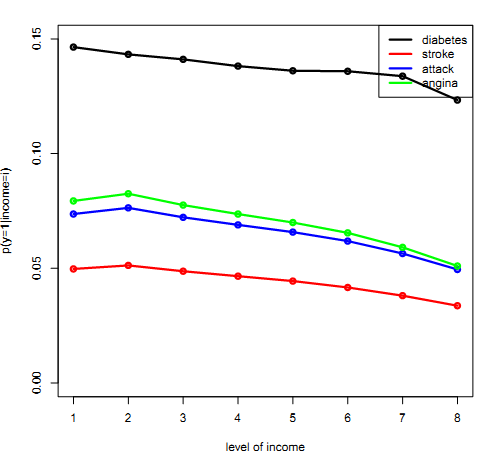 diabetes
stroke
attack
angina
0.15
0.10
0.05
0.00
p(y=1|income=i)
1 2 3 4 5 6 7 8
level of income